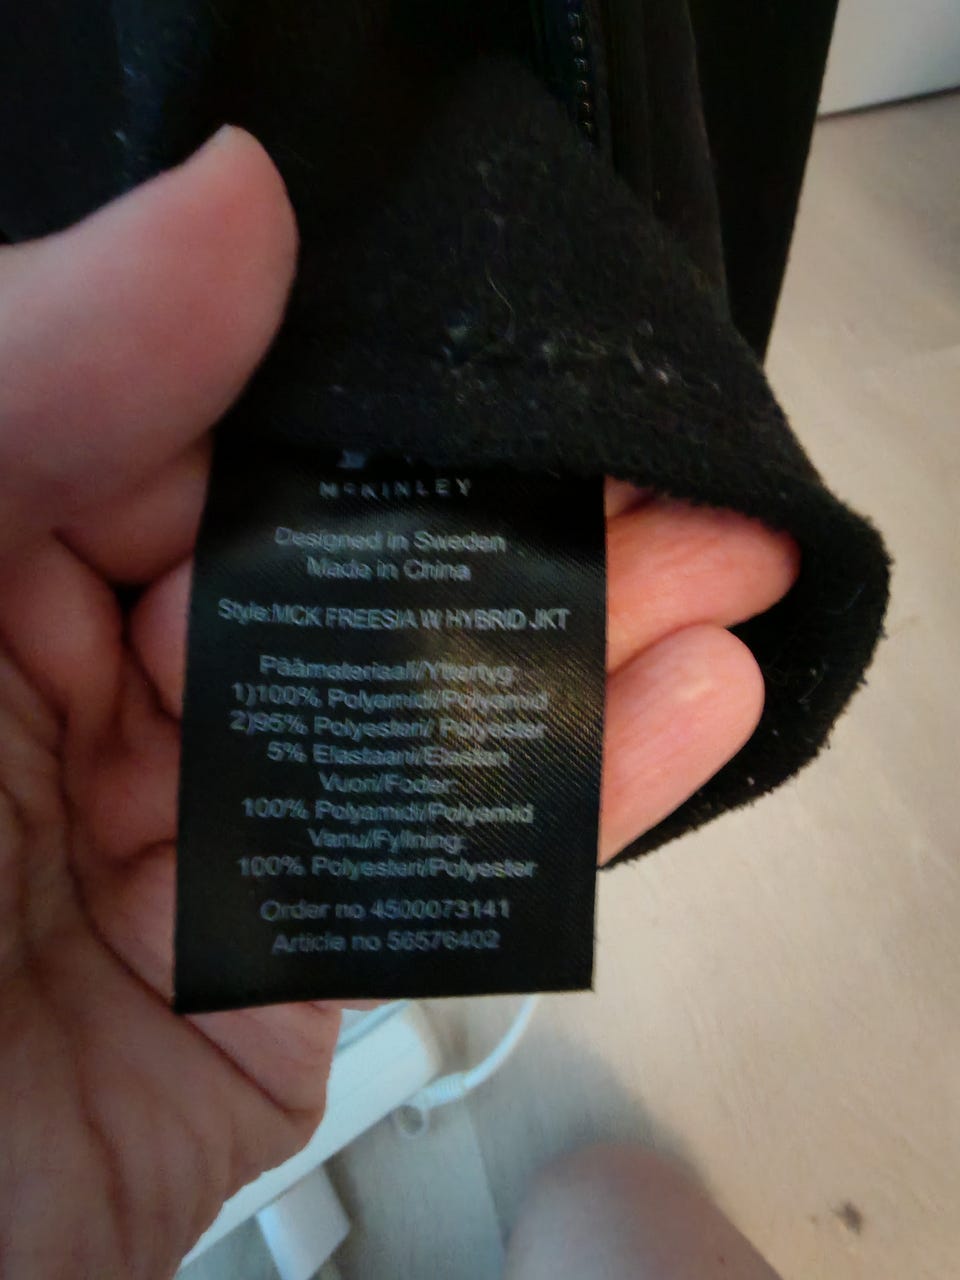 McKINLEY
Designed in Sweden
Made in China
Style:MCK FREESIA W HYBRID JKT
Päämateriaali/Yttertyg:
1)100% Polyamidi/Polyamid
2)95% Polyesteri/ Polyester
5% Elastaani/Elastan
Vuori/Foder:
100% Polyamidi/Polyamid
Vanu/Fyllning:
100% Polyesteri/Polyester
Order no 4500073141
Article no 56576402